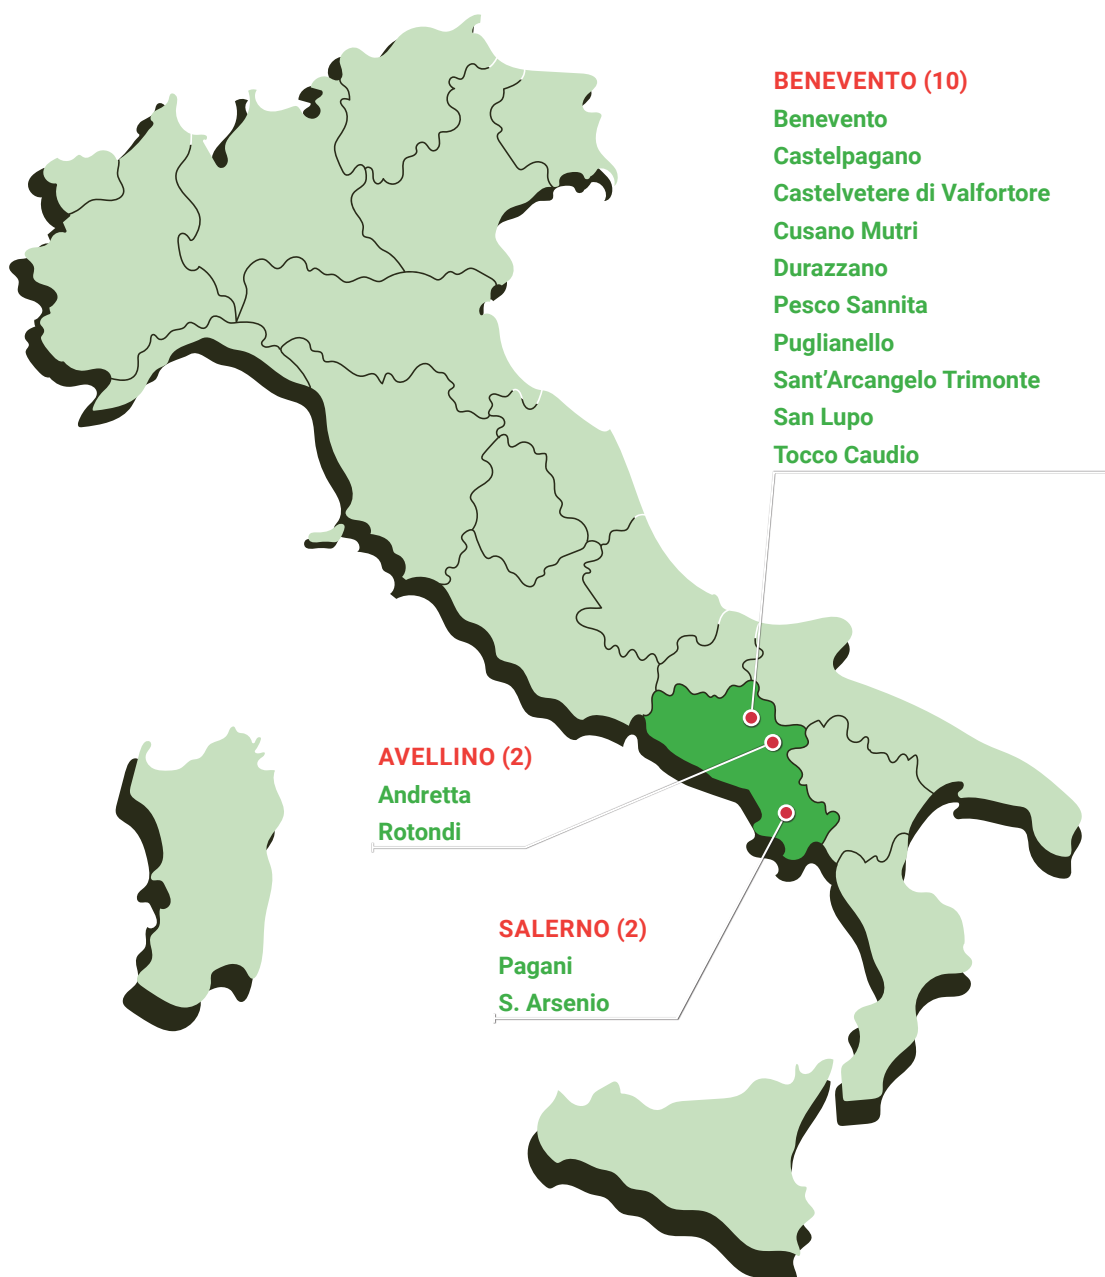 BENEVENTO (10)
Benevento
Castelpagano
Castelvetere di Valfortore
Cusano Mutri
Durazzano
Pesco Sannita
Puglianello
Sant’Arcangelo Trimonte
San Lupo
Tocco Caudio
AVELLINO (2)
Andretta
Rotondi
SALERNO (2)
Pagani
S. Arsenio